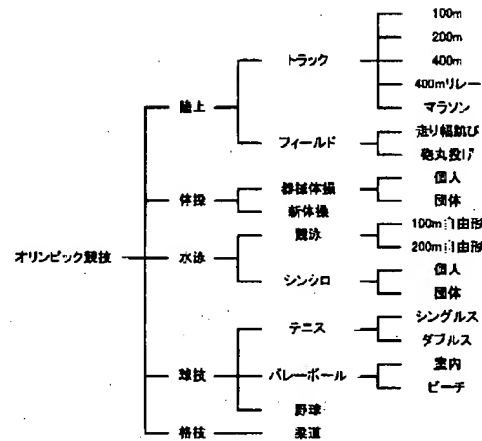 オリンピック競技
陸上
トラック
100m
200m
400m
400mリレー
マラソン
フィールド
走り幅跳び
砲丸投げ
体操
器械体操
個人
団体
新体操
水泳
競泳
100m自由形
200m自由形
シンシロ
個人
団体
球技
テニス
シングルス
ダブルス
バレーボール
室内
ビーチ
野球
格技
柔道